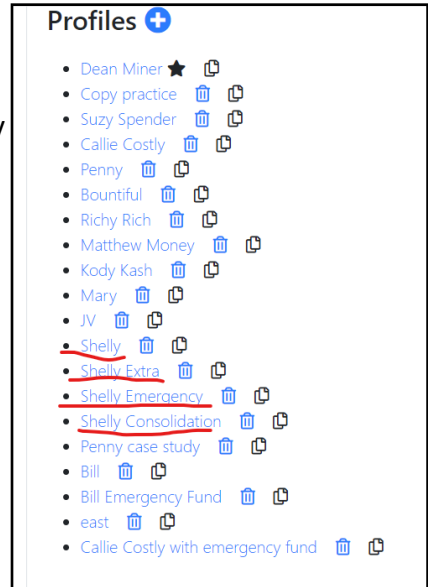 Profiles
Dean Miner
Copy practice
Suzy Spender
Callie Costly
Penny
Bountiful
Richy Rich
Matthew Money
Kody Kash
Mary
JV
Shelly
Shelly Extra
Shelly Emergency
Shelly Consolidation
Penny case study
Bill
Bill Emergency Fund
east
Callie Costly with emergency fund